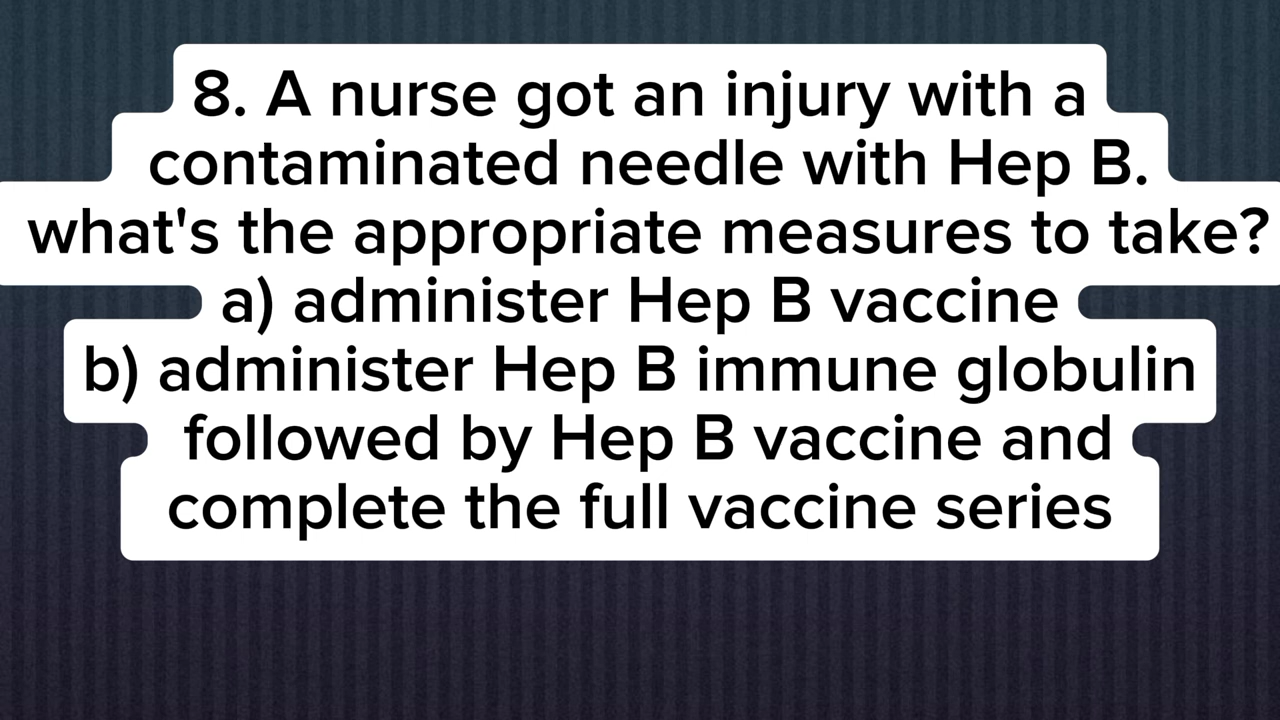 8. A nurse got an injury with a
contaminated needle with Hep B.
what's the appropriate measures to take?
a) administer Hep B vaccine
b) administer Hep B immune globulin
followed by Hep B vaccine and
complete the full vaccine series